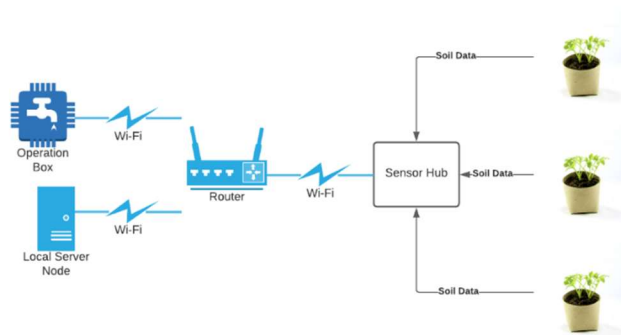 Soil Data
Wi-Fi
Operation
Box
Sensor Hub
Soil Data
Router
Wi-Fi
Wi-Fi
Local Server
Node
Soil Data